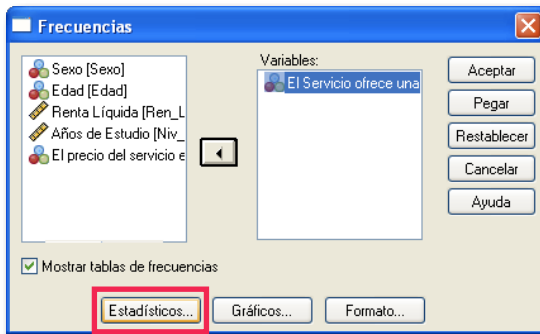 Frecuencias
Sexo [Sexo]
Edad [Edad]
Renta Líquida [Ren_L
Años de Estudio [Niv_
El precio del servicio e
Variables:
El Servicio ofrece una
Aceptar
Pegar
Restablecer
Cancelar
Ayuda
Mostrar tablas de frecuencias
Estadísticos...
Gráficos...
Formato...